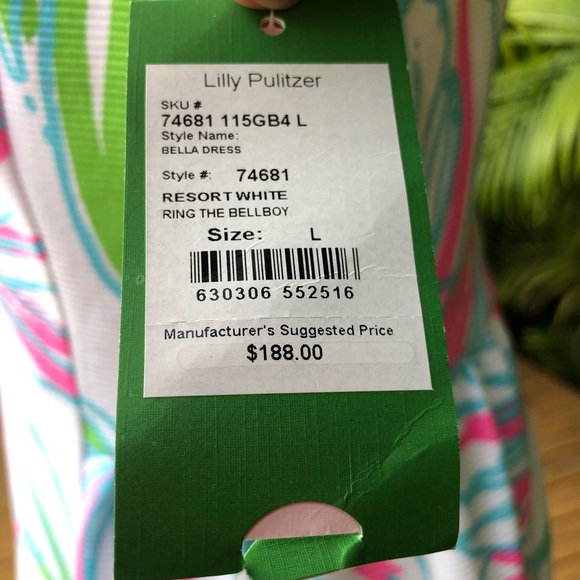 Lilly Pulitzer
SKU #
74681 115GB4 L
Style Name:
BELLA DRESS
Style #: 74681
RESORT WHITE
RING THE BELLBOY
Size: L
630306 552516
Manufacturer's Suggested Price
$188.00